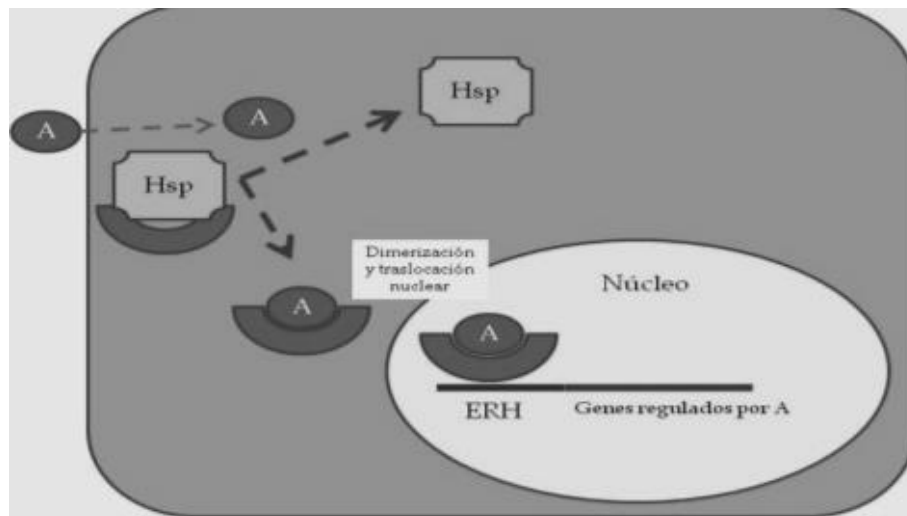 Hsp
A
A
Hsp
Dimerización
y traslocación
nuclear
Núcleo
A
A
ERH
Genes regulados por A